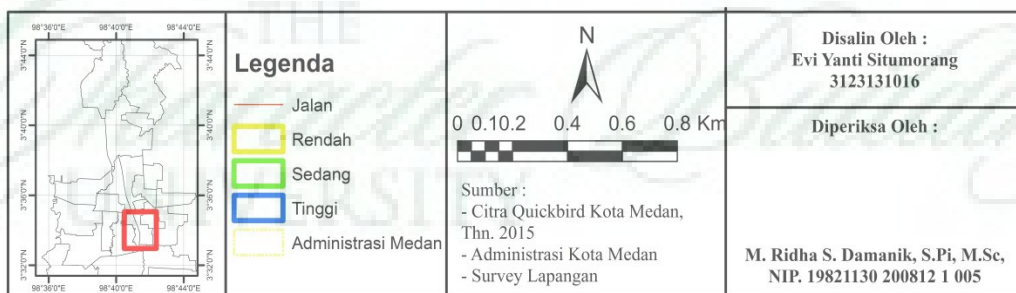 98°36'0"E 98°40'0"E 98°44'0"E
3°44'0"N 3°44'0"N
3°40'0"N 3°40'0"N
3°36'0"N 3°36'0"N
3°32'0"N 3°32'0"N
98°36'0"E 98°40'0"E 98°44'0"E
Legenda
Jalan
Rendah
Sedang
Tinggi
Administrasi Medan
N
0 0.10.2 0.4 0.6 0.8 Km
Sumber :
- Citra Quickbird Kota Medan,
Thn. 2015
- Administrasi Kota Medan
- Survey Lapangan
Disalin Oleh :
Evi Yanti Situmorang
3123131016
Diperiksa Oleh :
M. Ridha S. Damanik, S.Pi, M.Sc,
NIP. 19821130 200812 1 005
THE
UNIVERSITY